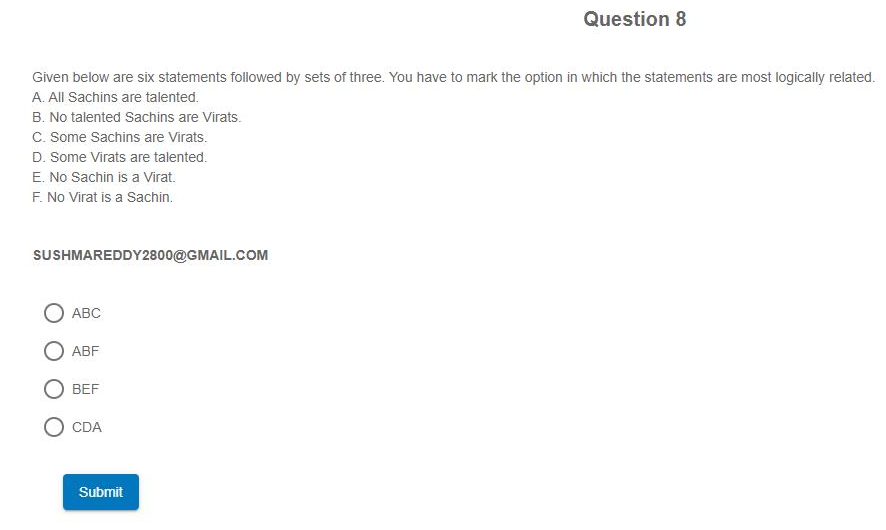 Question 8
Given below are six statements followed by sets of three. You have to mark the option in which the statements are most logically related.
A. All Sachins are talented.
B. No talented Sachins are Virats.
C. Some Sachins are Virats.
D. Some Virats are talented.
E. No Sachin is a Virat.
F. No Virat is a Sachin.
SUSHMAREDDY2800@GMAIL.COM
ABC
ABF
BEF
CDA
Submit